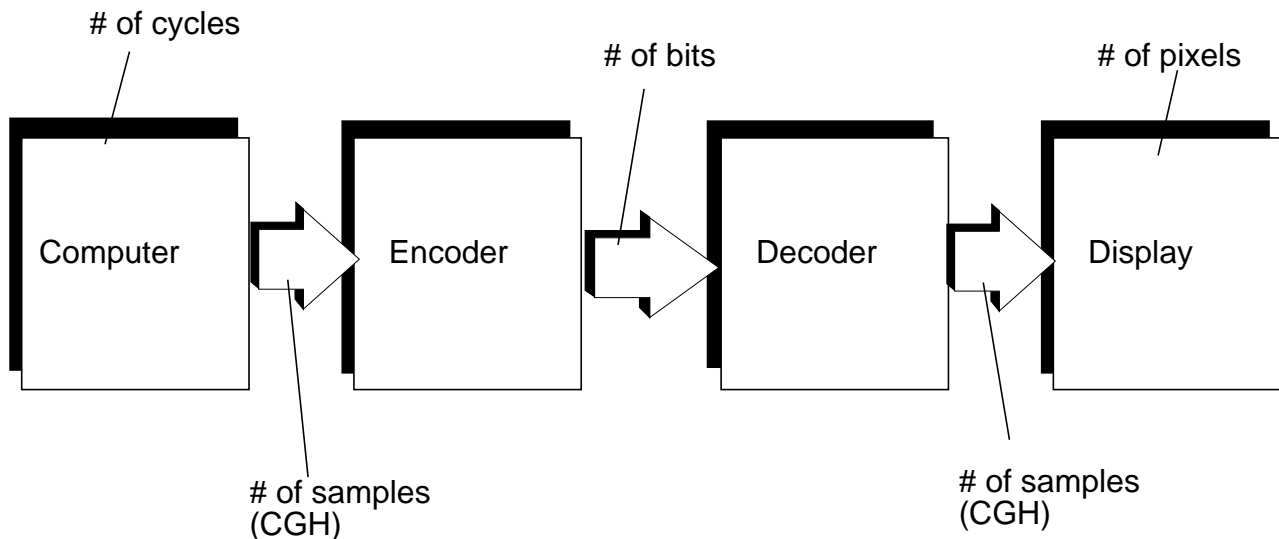 # of cycles
# of bits
# of pixels
Computer
Encoder
Decoder
Display
# of samples
(CGH)
# of samples
(CGH)